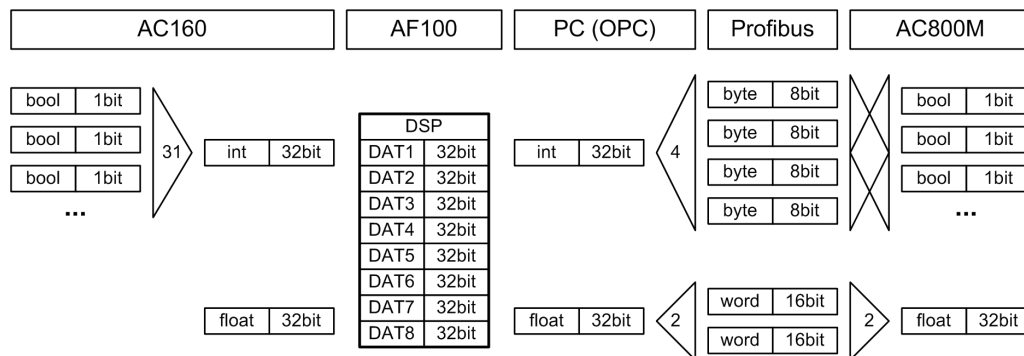 AC160 AF100 PC (OPC) Profibus AC800M
byte 8bit
bool 1bit bool 1bit
DSP
byte 8bit
bool 1bit bool 1bit
31 int 32bit DAT1 32bit int 32bit 4
DAT2 32bit byte 8bit
bool 1bit bool 1bit
DAT3 32bit
... byte 8bit ...
DAT4 32bit
DAT5 32bit
DAT6 32bit
word 16bit
DAT7 32bit
float 32bit float 32bit 2 2 float 32bit
DAT8 32bit
word 16bit